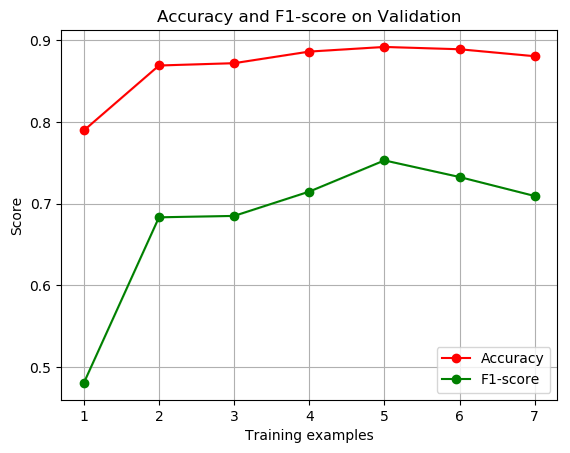 Accuracy and F1-score on Validation
0.9
0.8
0.7
0.6
0.5
Score
1 2 3 4 5 6 7
Training examples
Accuracy
F1-score